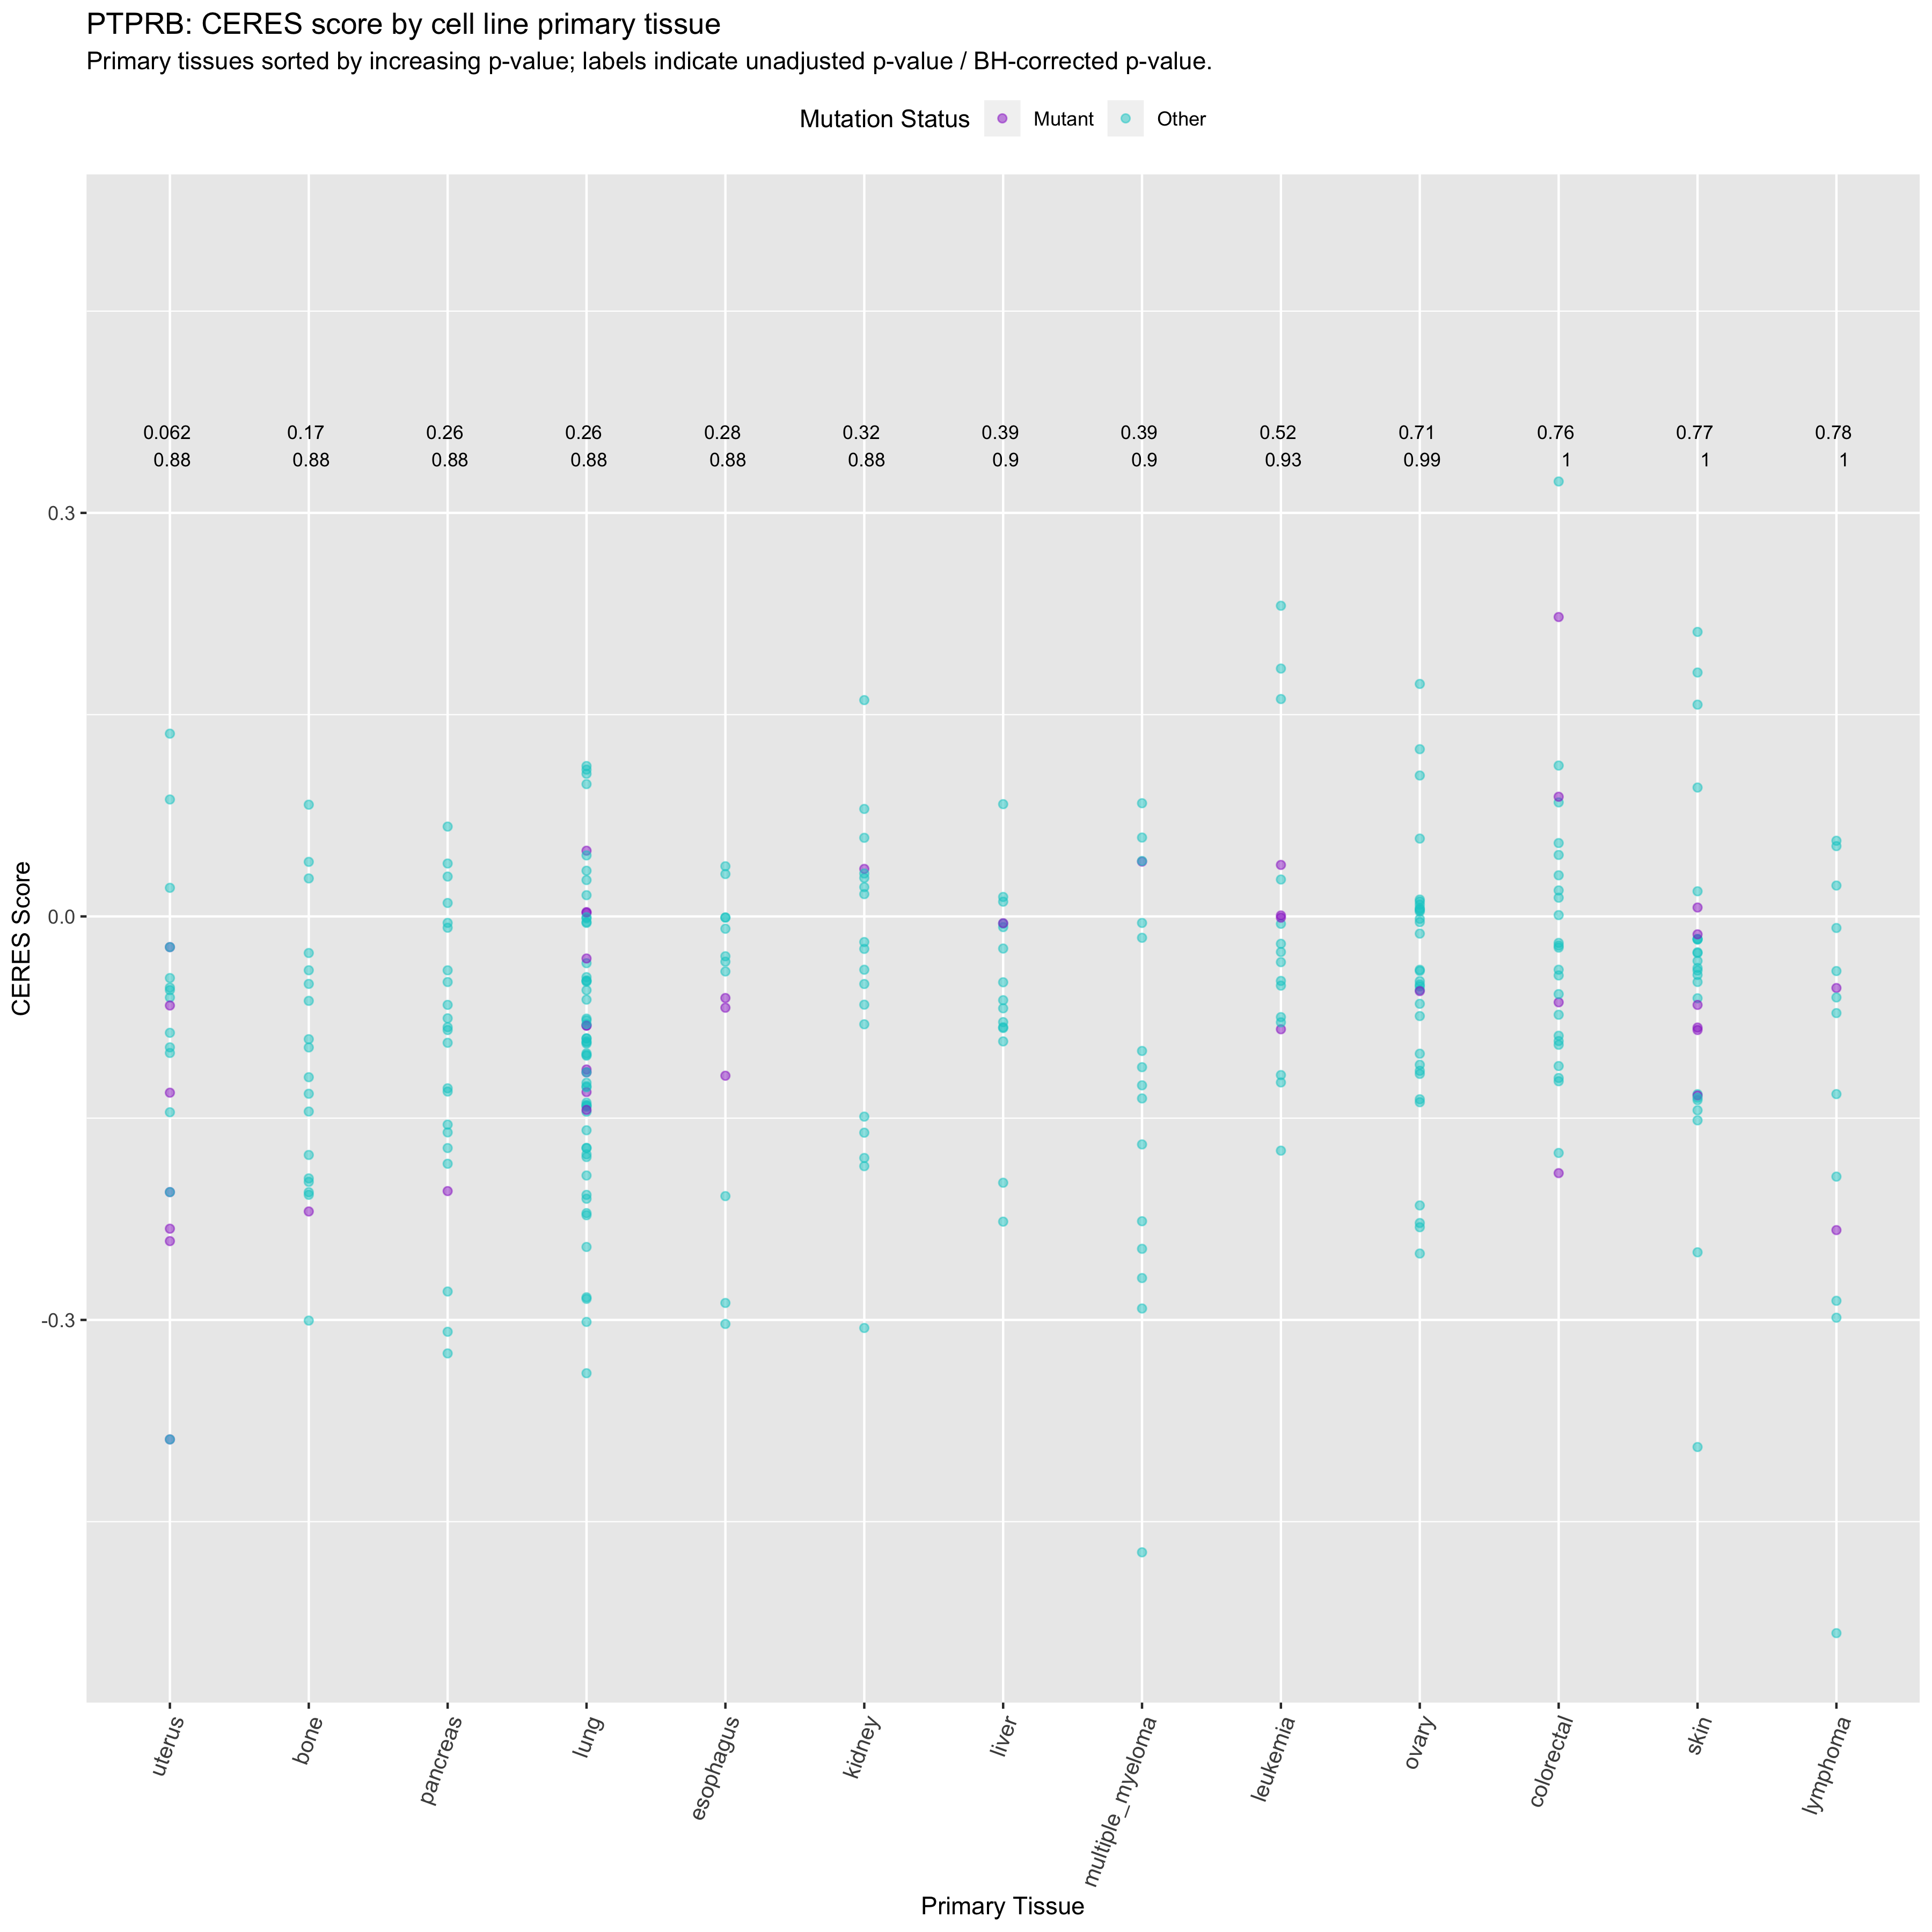 PTPRB: CERES score by cell line primary tissue
Primary tissues sorted by increasing p-value; labels indicate unadjusted p-value / BH-corrected p-value.
Mutation Status Mutant Other
0.062 0.17 0.26 0.26 0.28 0.32 0.39 0.39 0.52 0.71 0.76 0.77 0.78
0.88 0.88 0.88 0.88 0.88 0.88 0.9 0.9 0.93 0.99 1 1 1
0.3
0.0
-0.3
CERES Score
uterus bone pancreas lung esophagus kidney liver multiple_myeloma leukemia ovary colorectal skin lymphoma
Primary Tissue